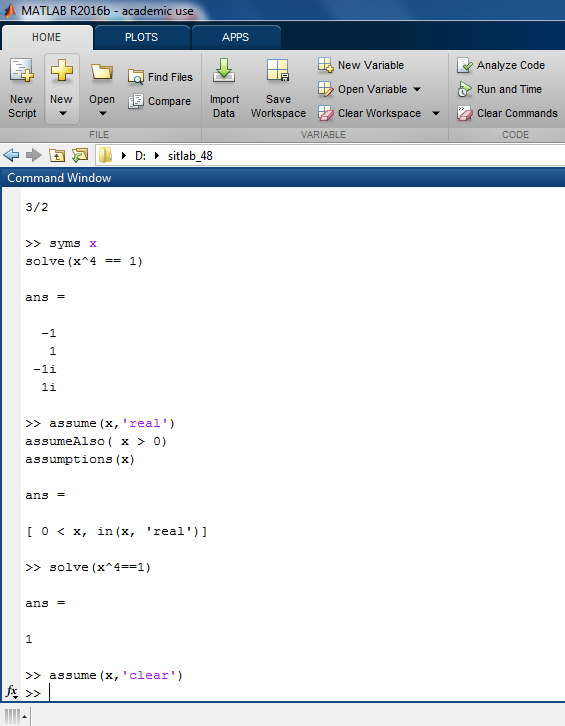 MATLAB R2016b - academic use
HOME PLOTS APPS
New Script
New
Open
Find Files
Compare
Import Data
Save Workspace
New Variable
Open Variable
Clear Workspace
Analyze Code
Run and Time
Clear Commands
FILE VARIABLE CODE
D: sitlab_48
Command Window
3/2
>> syms x
solve(x^4 == 1)
ans =
-1
1
-1i
1i
>> assume(x,'real')
assumeAlso( x > 0)
assumptions(x)
ans =
[ 0 < x, in(x, 'real')]
>> solve(x^4==1)
ans =
1
>> assume(x,'clear')
fx >>